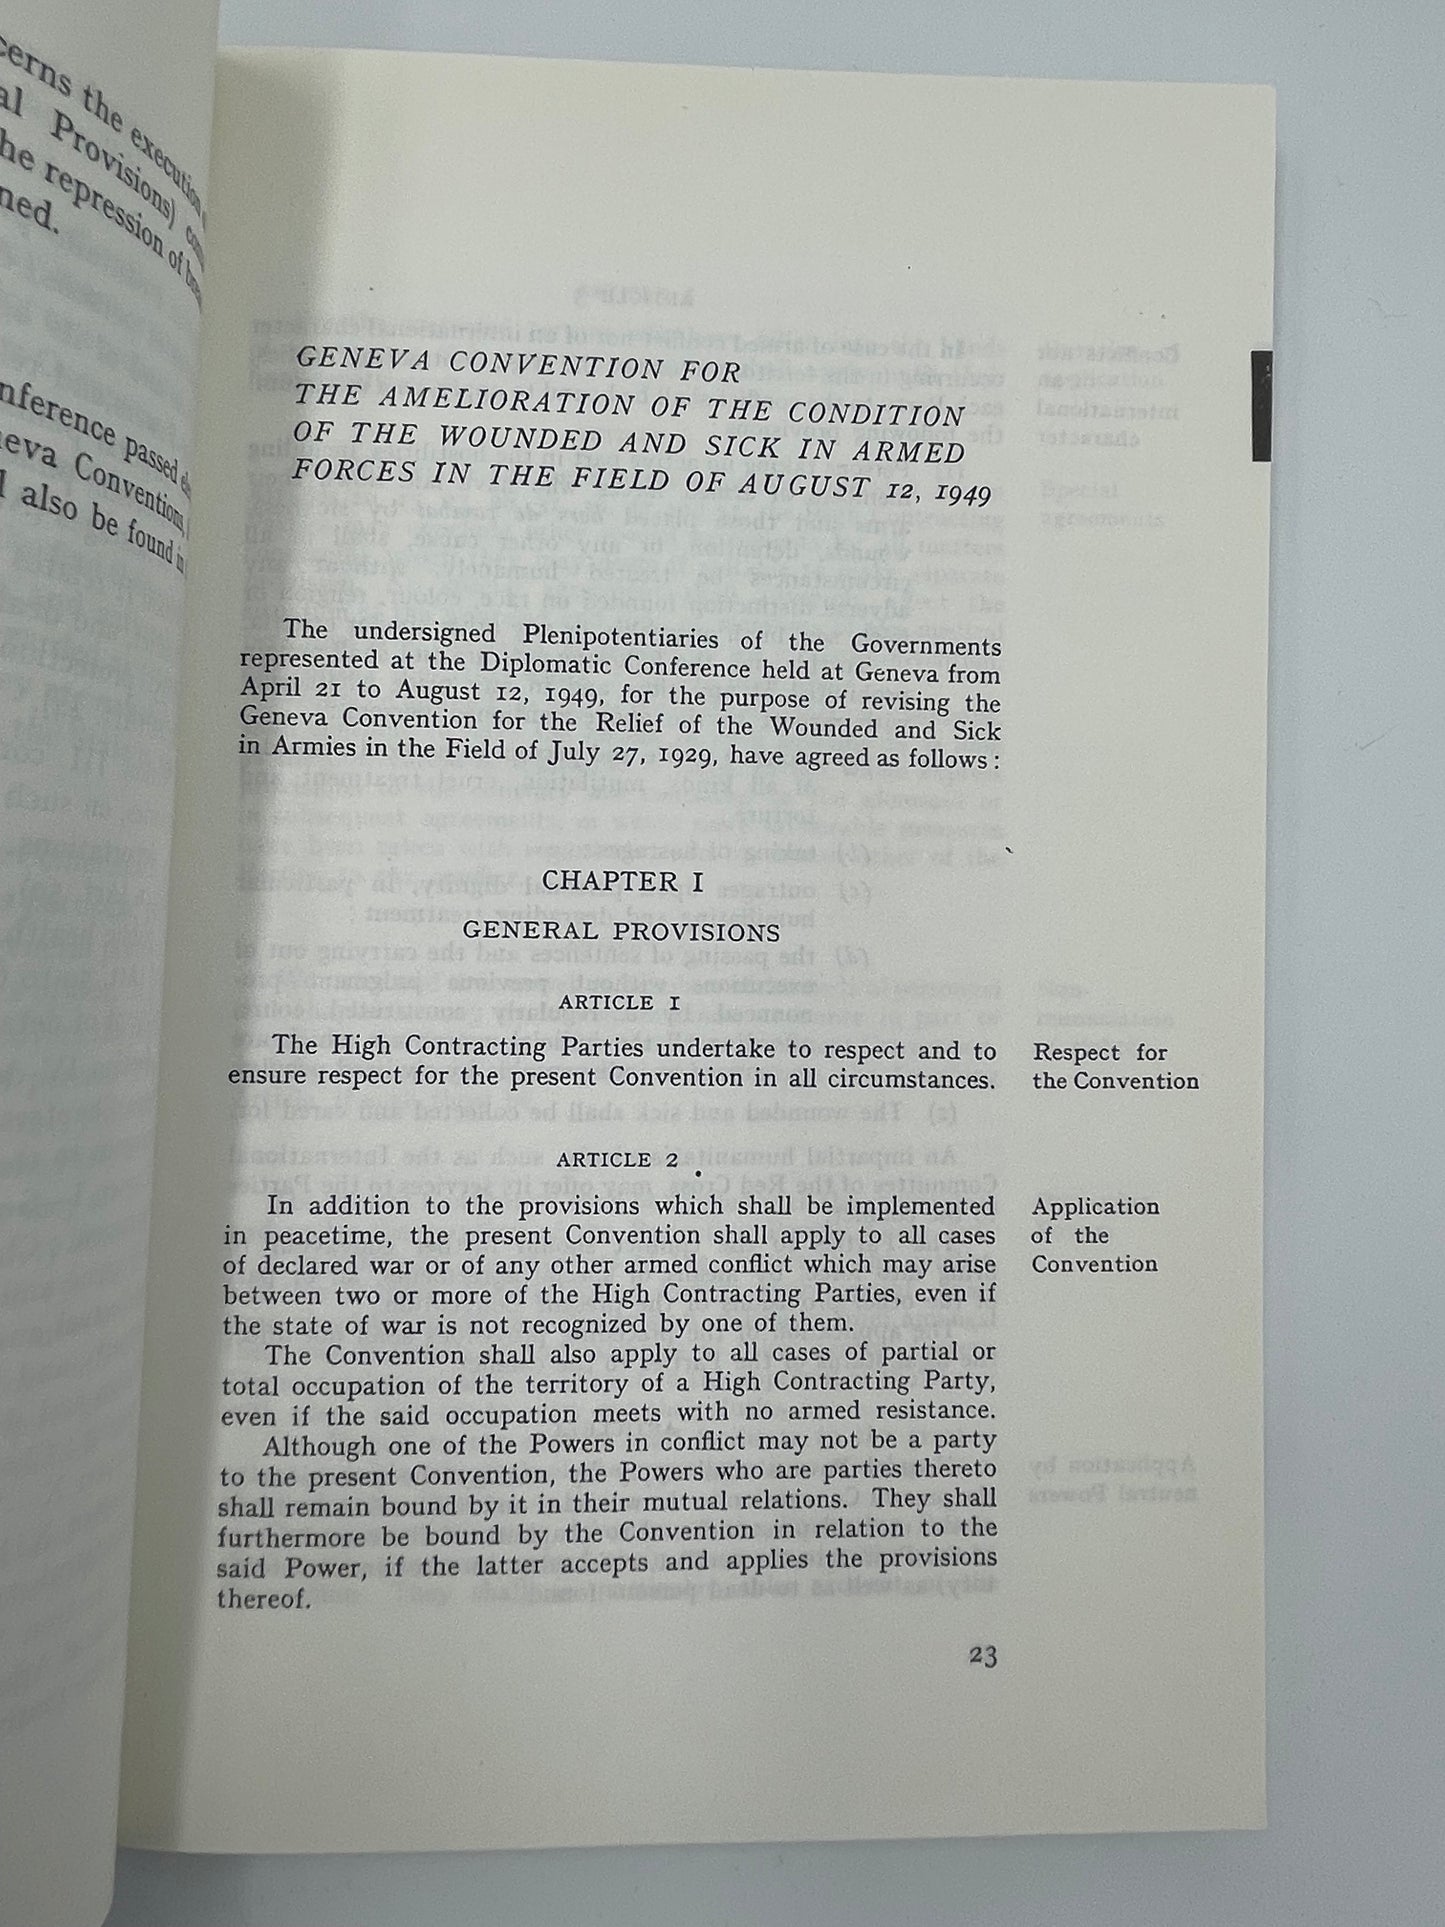 cerns the execution
al Provisions)
he repression of
ned.
nference passed
neva Conventions,
l also be found in
GENEVA CONVENTION FOR
THE AMELIORATION OF THE CONDITION
OF THE WOUNDED AND SICK IN ARMED
FORCES IN THE FIELD OF AUGUST 12, 1949
The undersigned Plenipotentiaries of the Governments
represented at the Diplomatic Conference held at Geneva from
April 21 to August 12, 1949, for the purpose of revising the
Geneva Convention for the Relief of the Wounded and Sick
in Armies in the Field of July 27, 1929, have agreed as follows:
CHAPTER I
GENERAL PROVISIONS
ARTICLE 1
The High Contracting Parties undertake to respect and to
ensure respect for the present Convention in all circumstances.
Respect for
the Convention
ARTICLE 2
In addition to the provisions which shall be implemented
in peacetime, the present Convention shall apply to all cases
of declared war or of any other armed conflict which may arise
between two or more of the High Contracting Parties, even if
the state of war is not recognized by one of them.
Application
of the
Convention
The Convention shall also apply to all cases of partial or
total occupation of the territory of a High Contracting Party,
even if the said occupation meets with no armed resistance.
Although one of the Powers in conflict may not be a party
to the present Convention, the Powers who are parties thereto
shall remain bound by it in their mutual relations. They shall
furthermore be bound by the Convention in relation to the
said Power, if the latter accepts and applies the provisions
thereof.
23